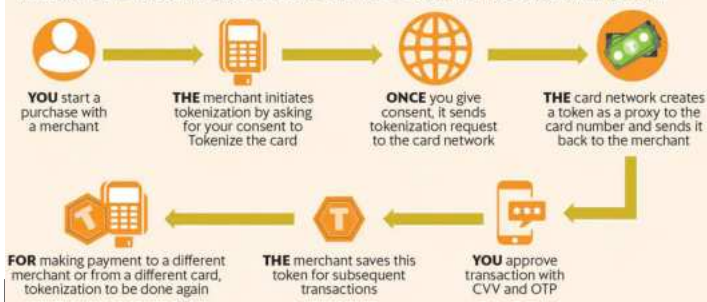 YOU start a
purchase with
a merchant
THE merchant initiates
tokenization by asking
for your consent to
Tokenize the card
ONCE you give
consent, it sends
tokenization request
to the card network
THE card network creates
a token as a proxy to the
card number and sends it
back to the merchant
YOU approve
transaction with
CVV and OTP
T
THE merchant saves this
token for subsequent
transactions
T
FOR making payment to a different
merchant or from a different card,
tokenization to be done again